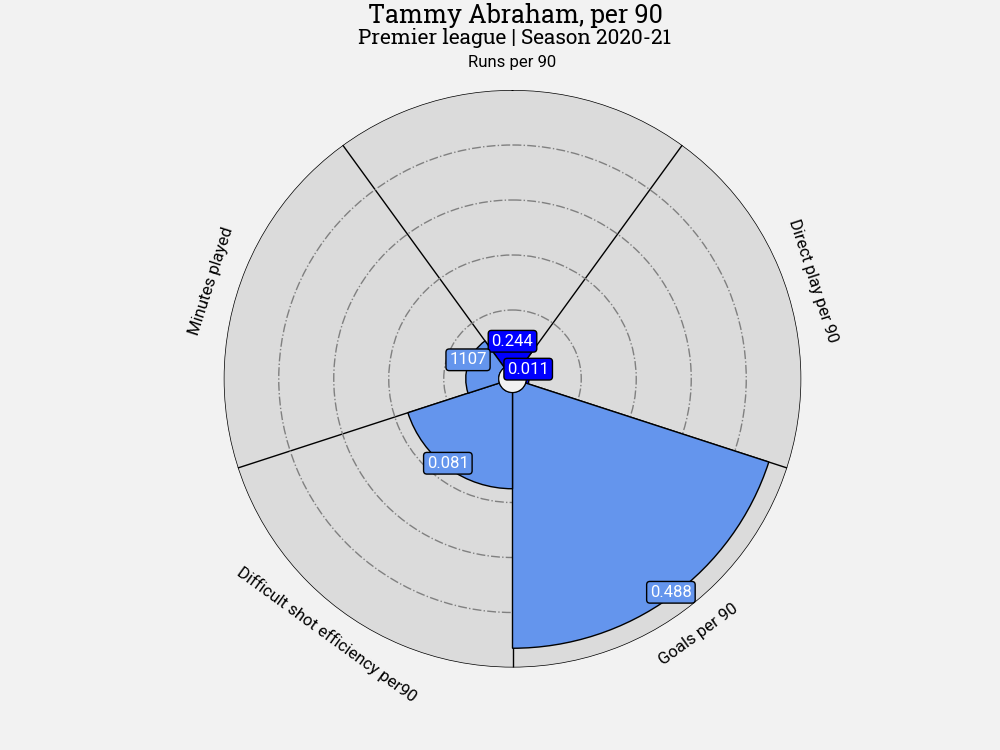 Tammy Abraham, per 90
Premier league | Season 2020-21
Runs per 90
Direct play per 90
Minutes played
0.244
1107
0.011
0.081
0.488
Difficult shot efficiency per90
Goals per 90